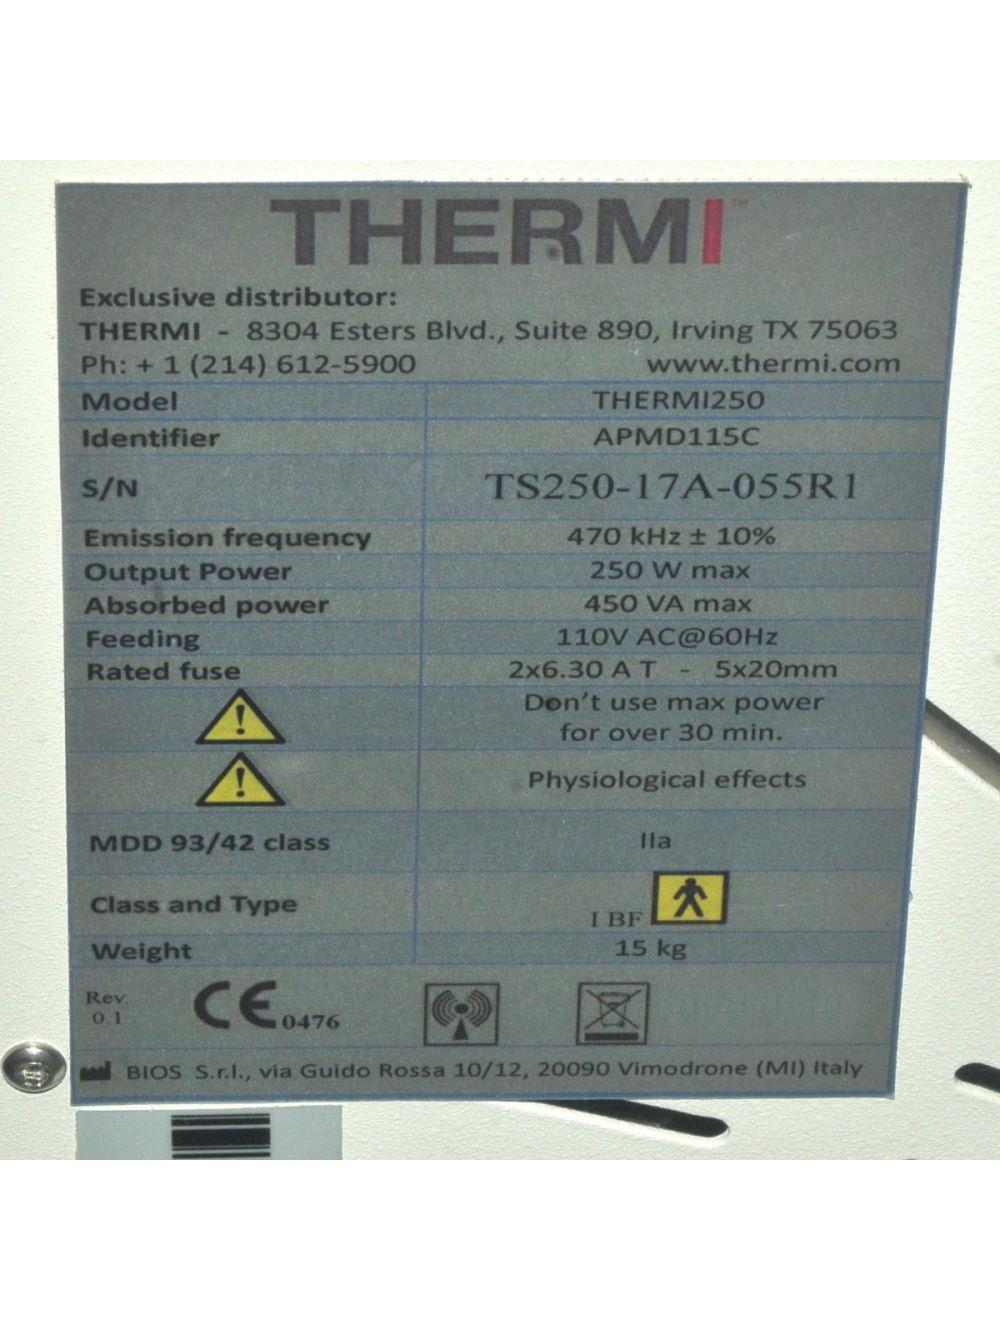 THERMI™
Exclusive distributor:
THERMI - 8304 Esters Blvd., Suite 890, Irving TX 75063
Ph: + 1 (214) 612-5900 www.thermi.com
Model THERMI250
Identifier APMD115C
S/N TS250-17A-055R1
Emission frequency 470 kHz ± 10%
Output Power 250 W max
Absorbed power 450 VA max
Feeding 110V AC@60Hz
Rated fuse 2x6.30 A T - 5x20mm
Don't use max power
for over 30 min.
Physiological effects
MDD 93/42 class IIa
Class and Type I BF
Weight 15 kg
Rev.
0.1
CE 0476
BIOS S.r.l., via Guido Rossa 10/12, 20090 Vimodrone (MI) Italy